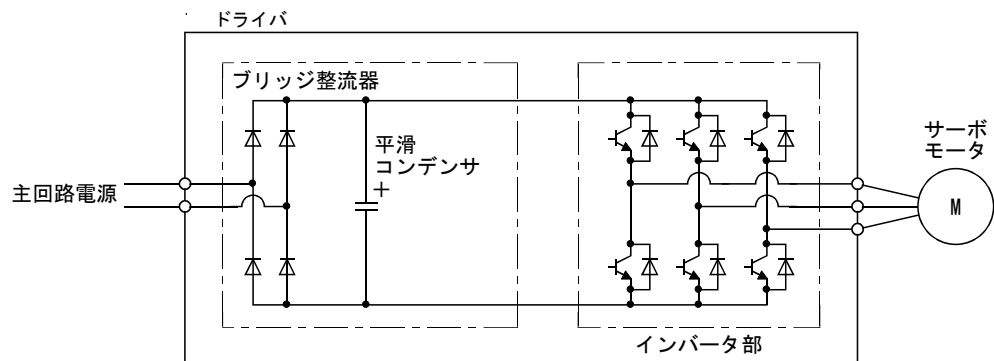 ドライバ
ブリッジ整流器
平滑
コンデンサ
+
主回路電源
サーボ
モータ
M
インバータ部